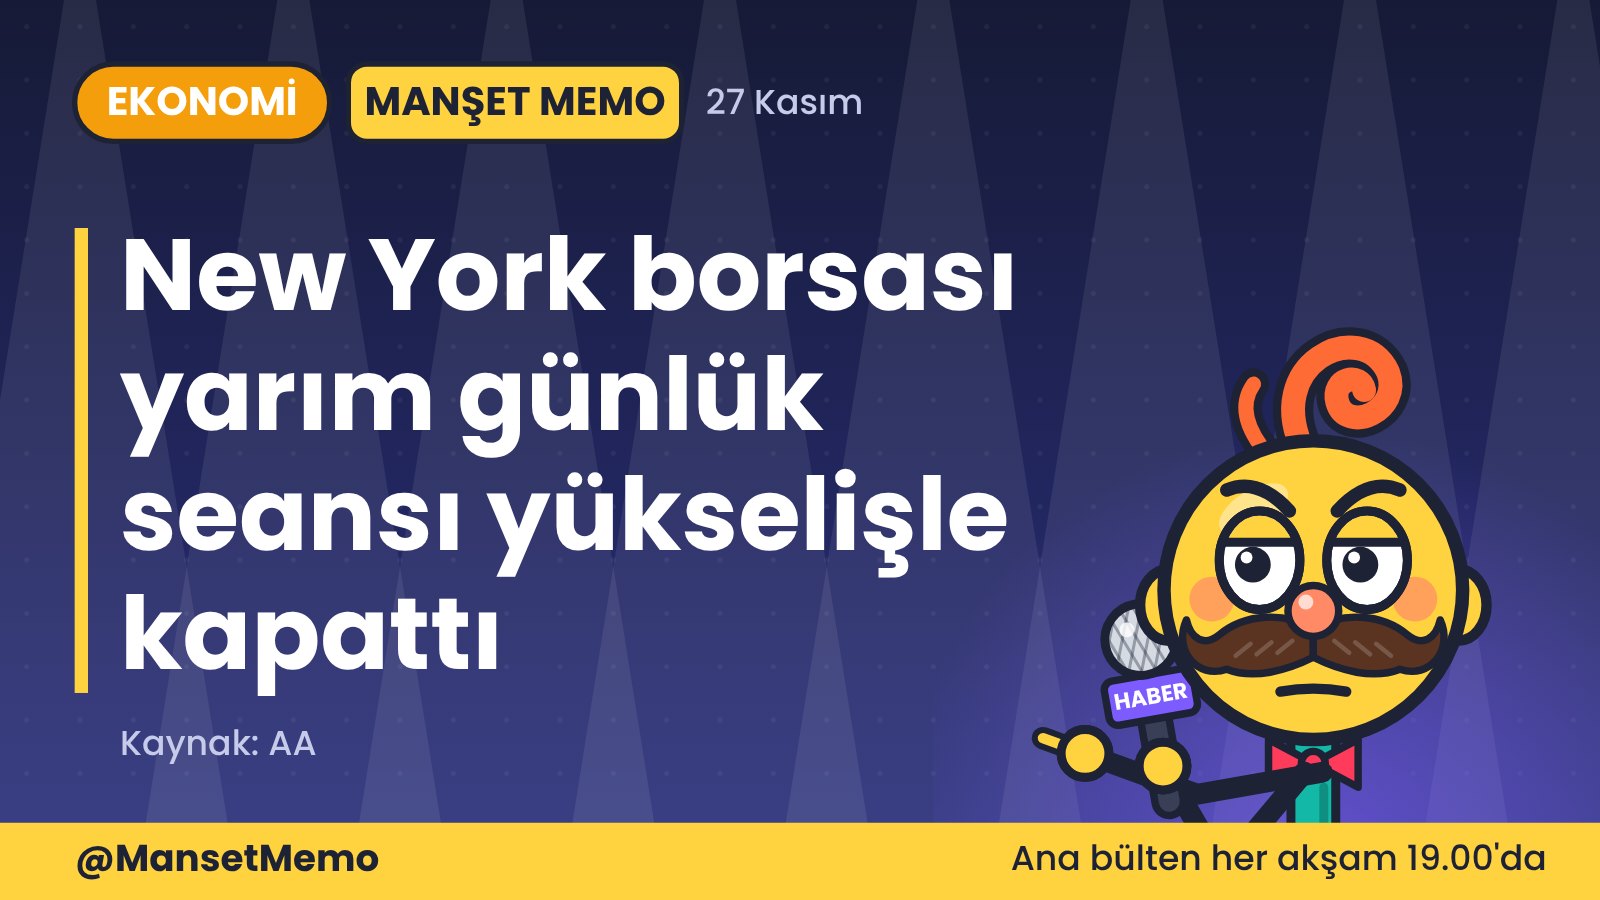 EKONOMİ MANŞET MEMO 27 Kasım
New York borsası
yarım günlük
seansı yükselişle
kapattı
Kaynak: AA
HABER
@MansetMemo Ana bülten her akşam 19.00'da